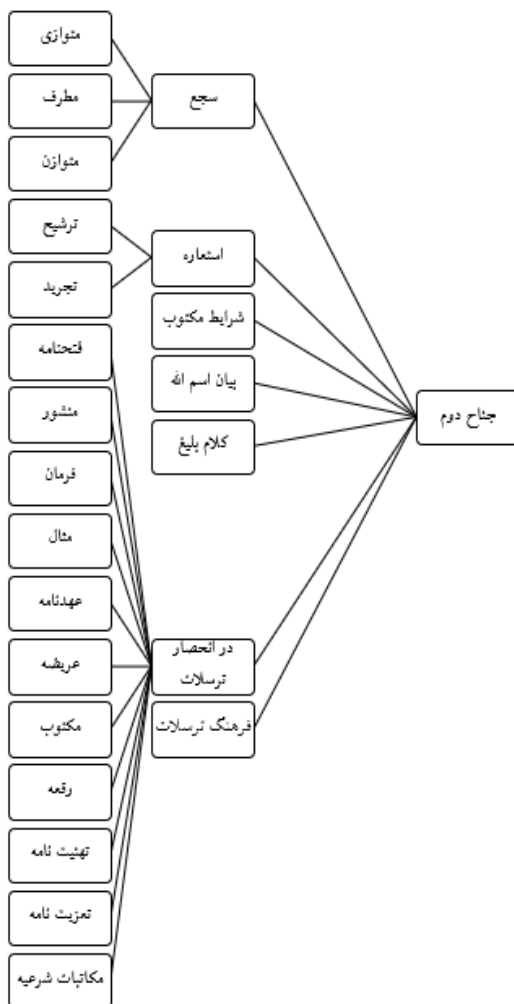 جناح دوم
سجع
متوازی
مطرف
متوازن
استعاره
ترشیح
تجرید
شرایط مکتوب
بیان اسم الله
کلام بلیغ
در انحصار
ترسلات
فتحنامه
منشور
فرمان
مثال
عهدنامه
عریضه
مکتوب
رقعه
تهنیت نامه
تعزیت نامه
مکاتبات شرعیه
فرهنگ ترسلات